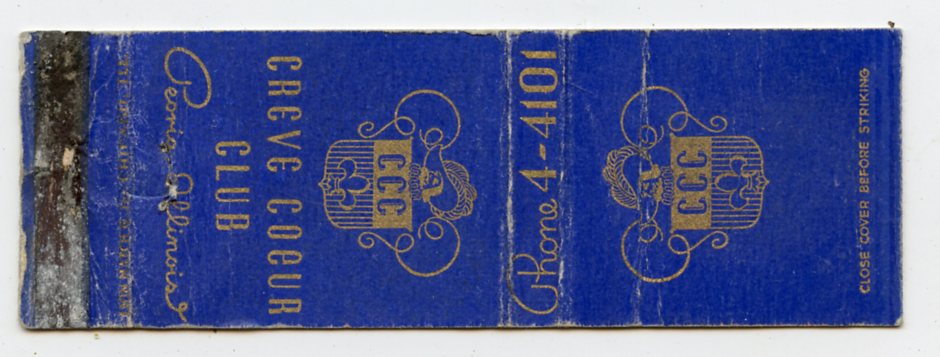 CCC
CREVE COEUR
CLUB
Peoria, Illinois
Phone 4-4101
CCC
CLOSE COVER BEFORE STRIKING